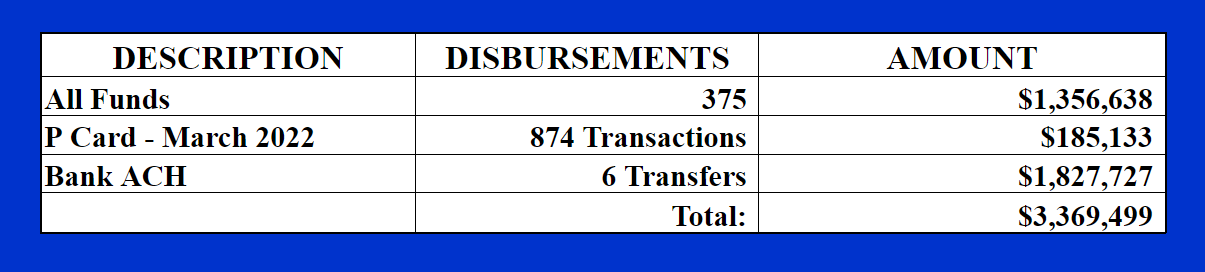 DESCRIPTION DISBURSEMENTS AMOUNT
All Funds 375 $1,356,638
P Card - March 2022 874 Transactions $185,133
Bank ACH 6 Transfers $1,827,727
Total: $3,369,499